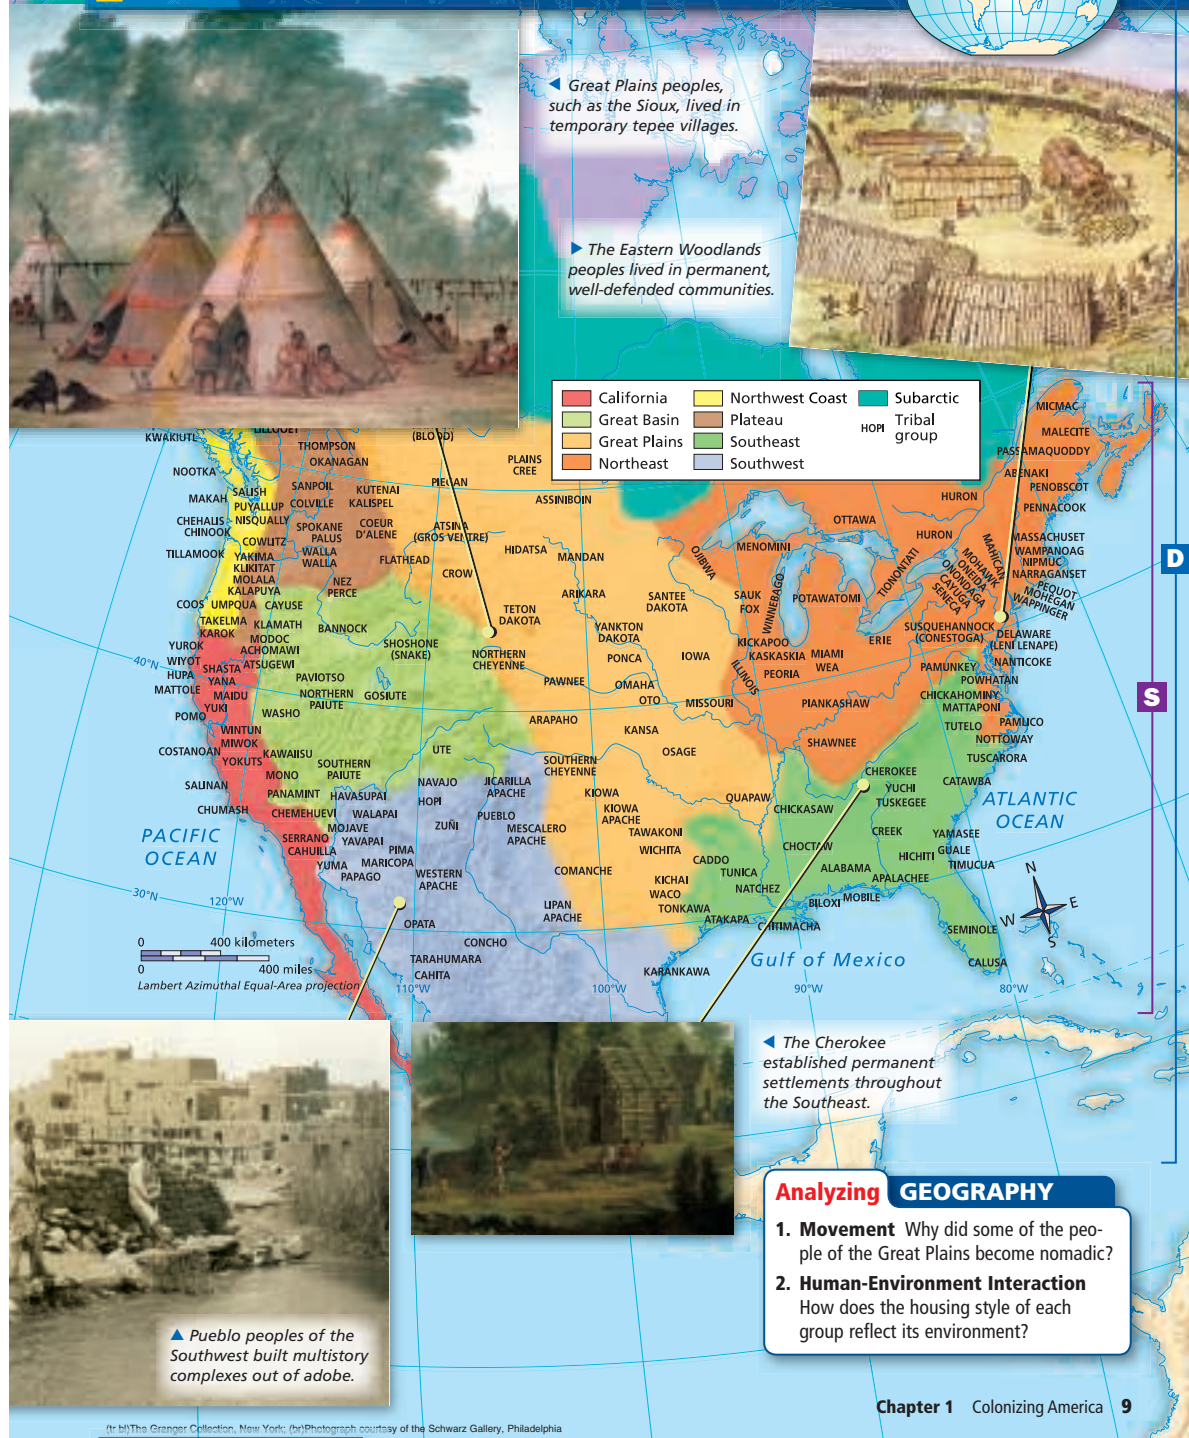 ◀ Great Plains peoples,
such as the Sioux, lived in
temporary tepee villages.
▶ The Eastern Woodlands
peoples lived in permanent,
well-defended communities.
California
Great Basin
Great Plains
Northeast
Northwest Coast
Plateau
Southeast
Southwest
Subarctic
HOPI
Tribal
group
KWAKIUTL
LILLOUET
THOMPSON
OKANAGAN
(BLOOD)
PLAINS
CREE
NOOTKA
MAKAH
SALISH
PUYALLUP
SANPOIL
COLVILLE
KUTENAI
KALISPEL
PIEGAN
ASSINIBOIN
CHEHALIS
CHINOOK
NISQUALLY
COWLITZ
SPOKANE
PALUS
COEUR
D'ALENE
ATSINA
(GROS VENTRE)
TILLAMOOK
YAKIMA
KLIKITAT
MOLALA
KALAPUYA
WALLA
WALLA
FLATHEAD
CROW
HIDATSA
MANDAN
NEZ
PERCE
COOS
UMPQUA
CAYUSE
TAKELMA
KAROK
KLAMATH
MODOC
ACHOMAWI
BANNOCK
SHOSHONE
(SNAKE)
TETON
DAKOTA
NORTHERN
CHEYENNE
ARIKARA
YANKTON
DAKOTA
SANTEE
DAKOTA
PONCA
IOWA
PAWNEE
OMAHA
OTO
MISSOURI
YUROK
WIYOT
HUPA
MATTOLE
SHASTA
YANA
ATSUGEWI
MAIDU
YUKI
POMO
PAVIOTSO
NORTHERN
PAIUTE
GOSIUTE
WASHO
WINTUN
MIWOK
YOKUTS
COSTANOAN
KAWAIISU
MONO
SOUTHERN
PAIUTE
UTE
ARAPAHO
KANSA
OSAGE
SOUTHERN
CHEYENNE
SALINAN
PANAMINT
CHUMASH
CHEMEHUEVI
HAVASUPAI
WALAPAI
NAVAJO
HOPI
JICARILLA
APACHE
KIOWA
KIOWA
APACHE
QUAPAW
SERRANO
CAHUILLA
MOJAVE
YAVAPAI
ZUÑI
PUEBLO
MESCALERO
APACHE
TAWAKONI
WICHITA
YUMA
PAPAGO
PIMA
MARICOPA
WESTERN
APACHE
COMANCHE
KICHAI
WACO
TONKAWA
CADDO
TUNICA
NATCHEZ
ATAKAPA
CHITIMACHA
LIPAN
APACHE
OPATA
CONCHO
TARAHUMARA
CAHITA
KARANKAWA
MICMAC
MALECITE
PASSAMAQUODDY
ABENAKI
PENOBSCOT
HURON
PENNACOOK
OTTAWA
HURON
MENOMINI
OJIBWA
WINNEBAGO
TIONONTATI
MAHICAN
MOHAWK
ONEIDA
ONONDAGA
CAYUGA
SENECA
MASSACHUSET
WAMPANOAG
NIPMUC
NARRAGANSET
PEQUOT
MOHEGAN
WAPPINGER
SAUK
FOX
POTAWATOMI
KICKAPOO
KASKASKIA
PEORIA
ILLINOIS
MIAMI
WEA
ERIE
SUSQUEHANNOCK
(CONESTOGA)
DELAWARE
(LENI LENAPE)
NANTICOKE
PAMUNKEY
POWHATAN
CHICKAHOMINY
MATTAPONI
PIANKASHAW
SHAWNEE
TUTELO
PAMLICO
NOTTOWAY
TUSCARORA
CHEROKEE
YUCHI
TUSKEGEE
CATAWBA
CHICKASAW
CREEK
YAMASEE
GUALE
TIMUCUA
CHOCTAW
HICHITI
ALABAMA
APALACHEE
BILOXI
MOBILE
SEMINOLE
CALUSA
PACIFIC
OCEAN
ATLANTIC
OCEAN
Gulf of Mexico
40°N
30°N
120°W
110°W
100°W
90°W
80°W
N
E
S
W
0 400 kilometers
0 400 miles
Lambert Azimuthal Equal-Area projection
D
S
◀ The Cherokee
established permanent
settlements throughout
the Southeast.
▲ Pueblo peoples of the
Southwest built multistory
complexes out of adobe.
Analyzing GEOGRAPHY
1. Movement Why did some of the peo-
ple of the Great Plains become nomadic?
2. Human-Environment Interaction
How does the housing style of each
group reflect its environment?
Chapter 1 Colonizing America 9
(tr bl)The Granger Collection, New York; (br)Photograph courtesy of the Schwarz Gallery, Philadelphia